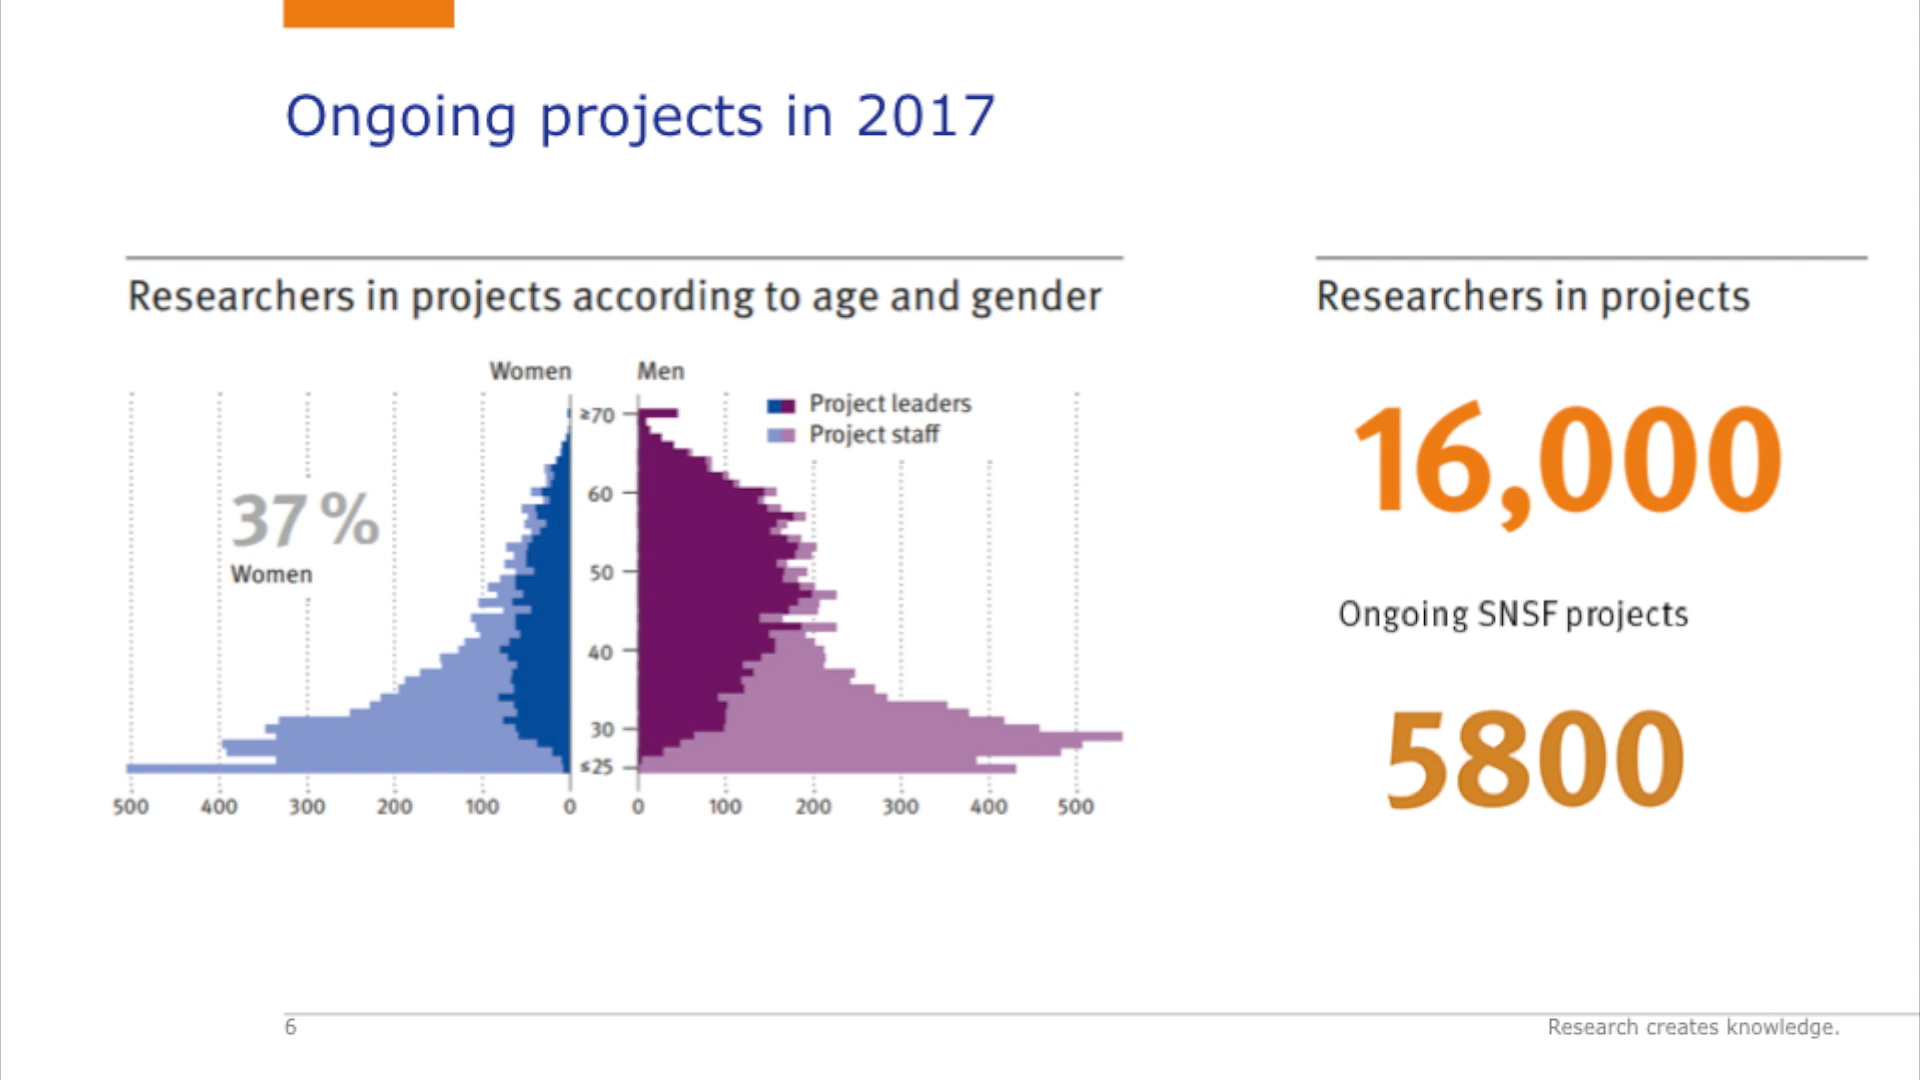 Ongoing projects in 2017
Researchers in projects according to age and gender
Women
Men
Project leaders
Project staff
≥70
60
50
40
30
≤25
37 %
Women
500 400 300 200 100 0
0 100 200 300 400 500
Researchers in projects
16,000
Ongoing SNSF projects
5800
6
Research creates knowledge.